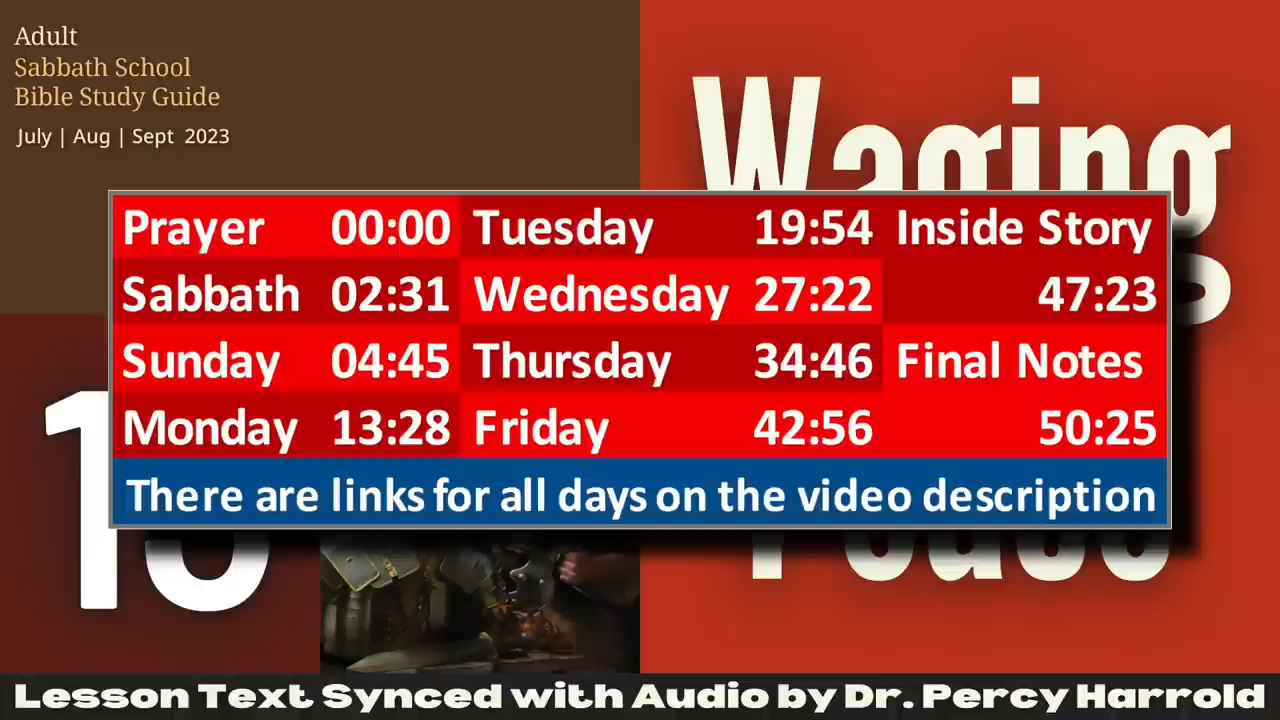 Adult
Sabbath School
Bible Study Guide
July | Aug | Sept 2023
Waging
Prayer 00:00 Tuesday 19:54 Inside Story
Sabbath 02:31 Wednesday 27:22 47:23
Sunday 04:45 Thursday 34:46 Final Notes
Monday 13:28 Friday 42:56 50:25
There are links for all days on the video description
Lesson Text Synced with Audio by Dr. Percy Harrold